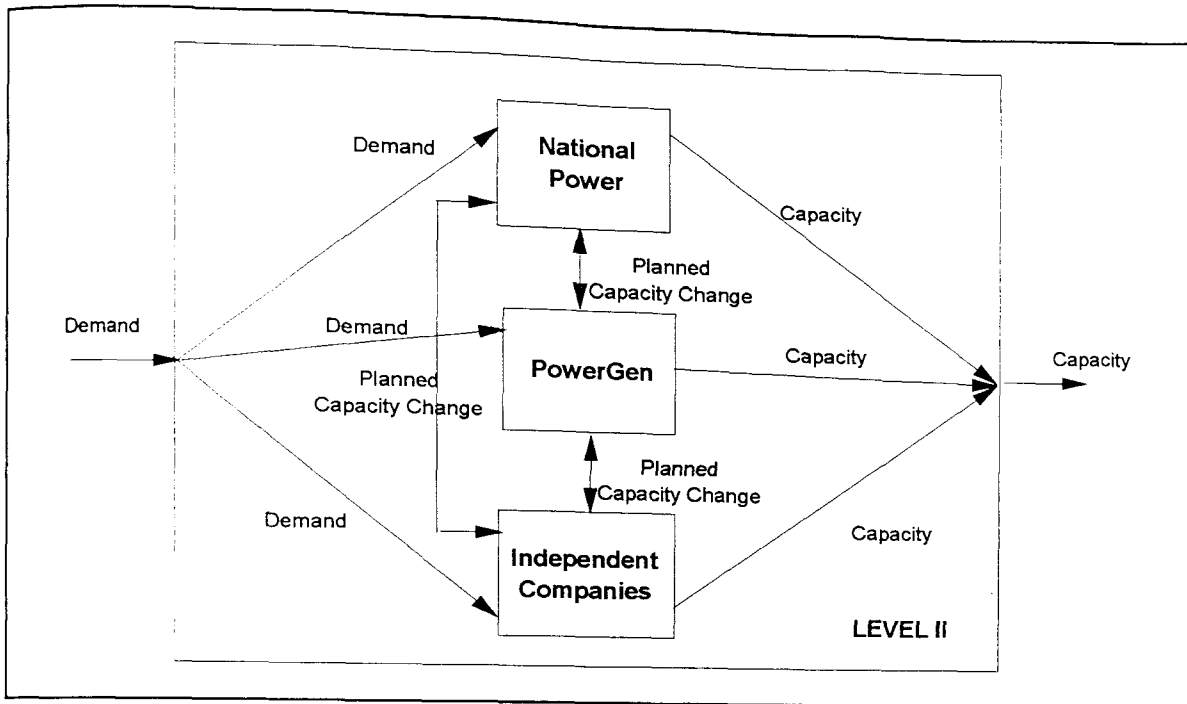 Demand
National
Power
Capacity
Planned
Capacity Change
Demand
Demand
PowerGen
Capacity
Capacity
Planned
Capacity Change
Planned
Capacity Change
Demand
Independent
Companies
Capacity
LEVEL II